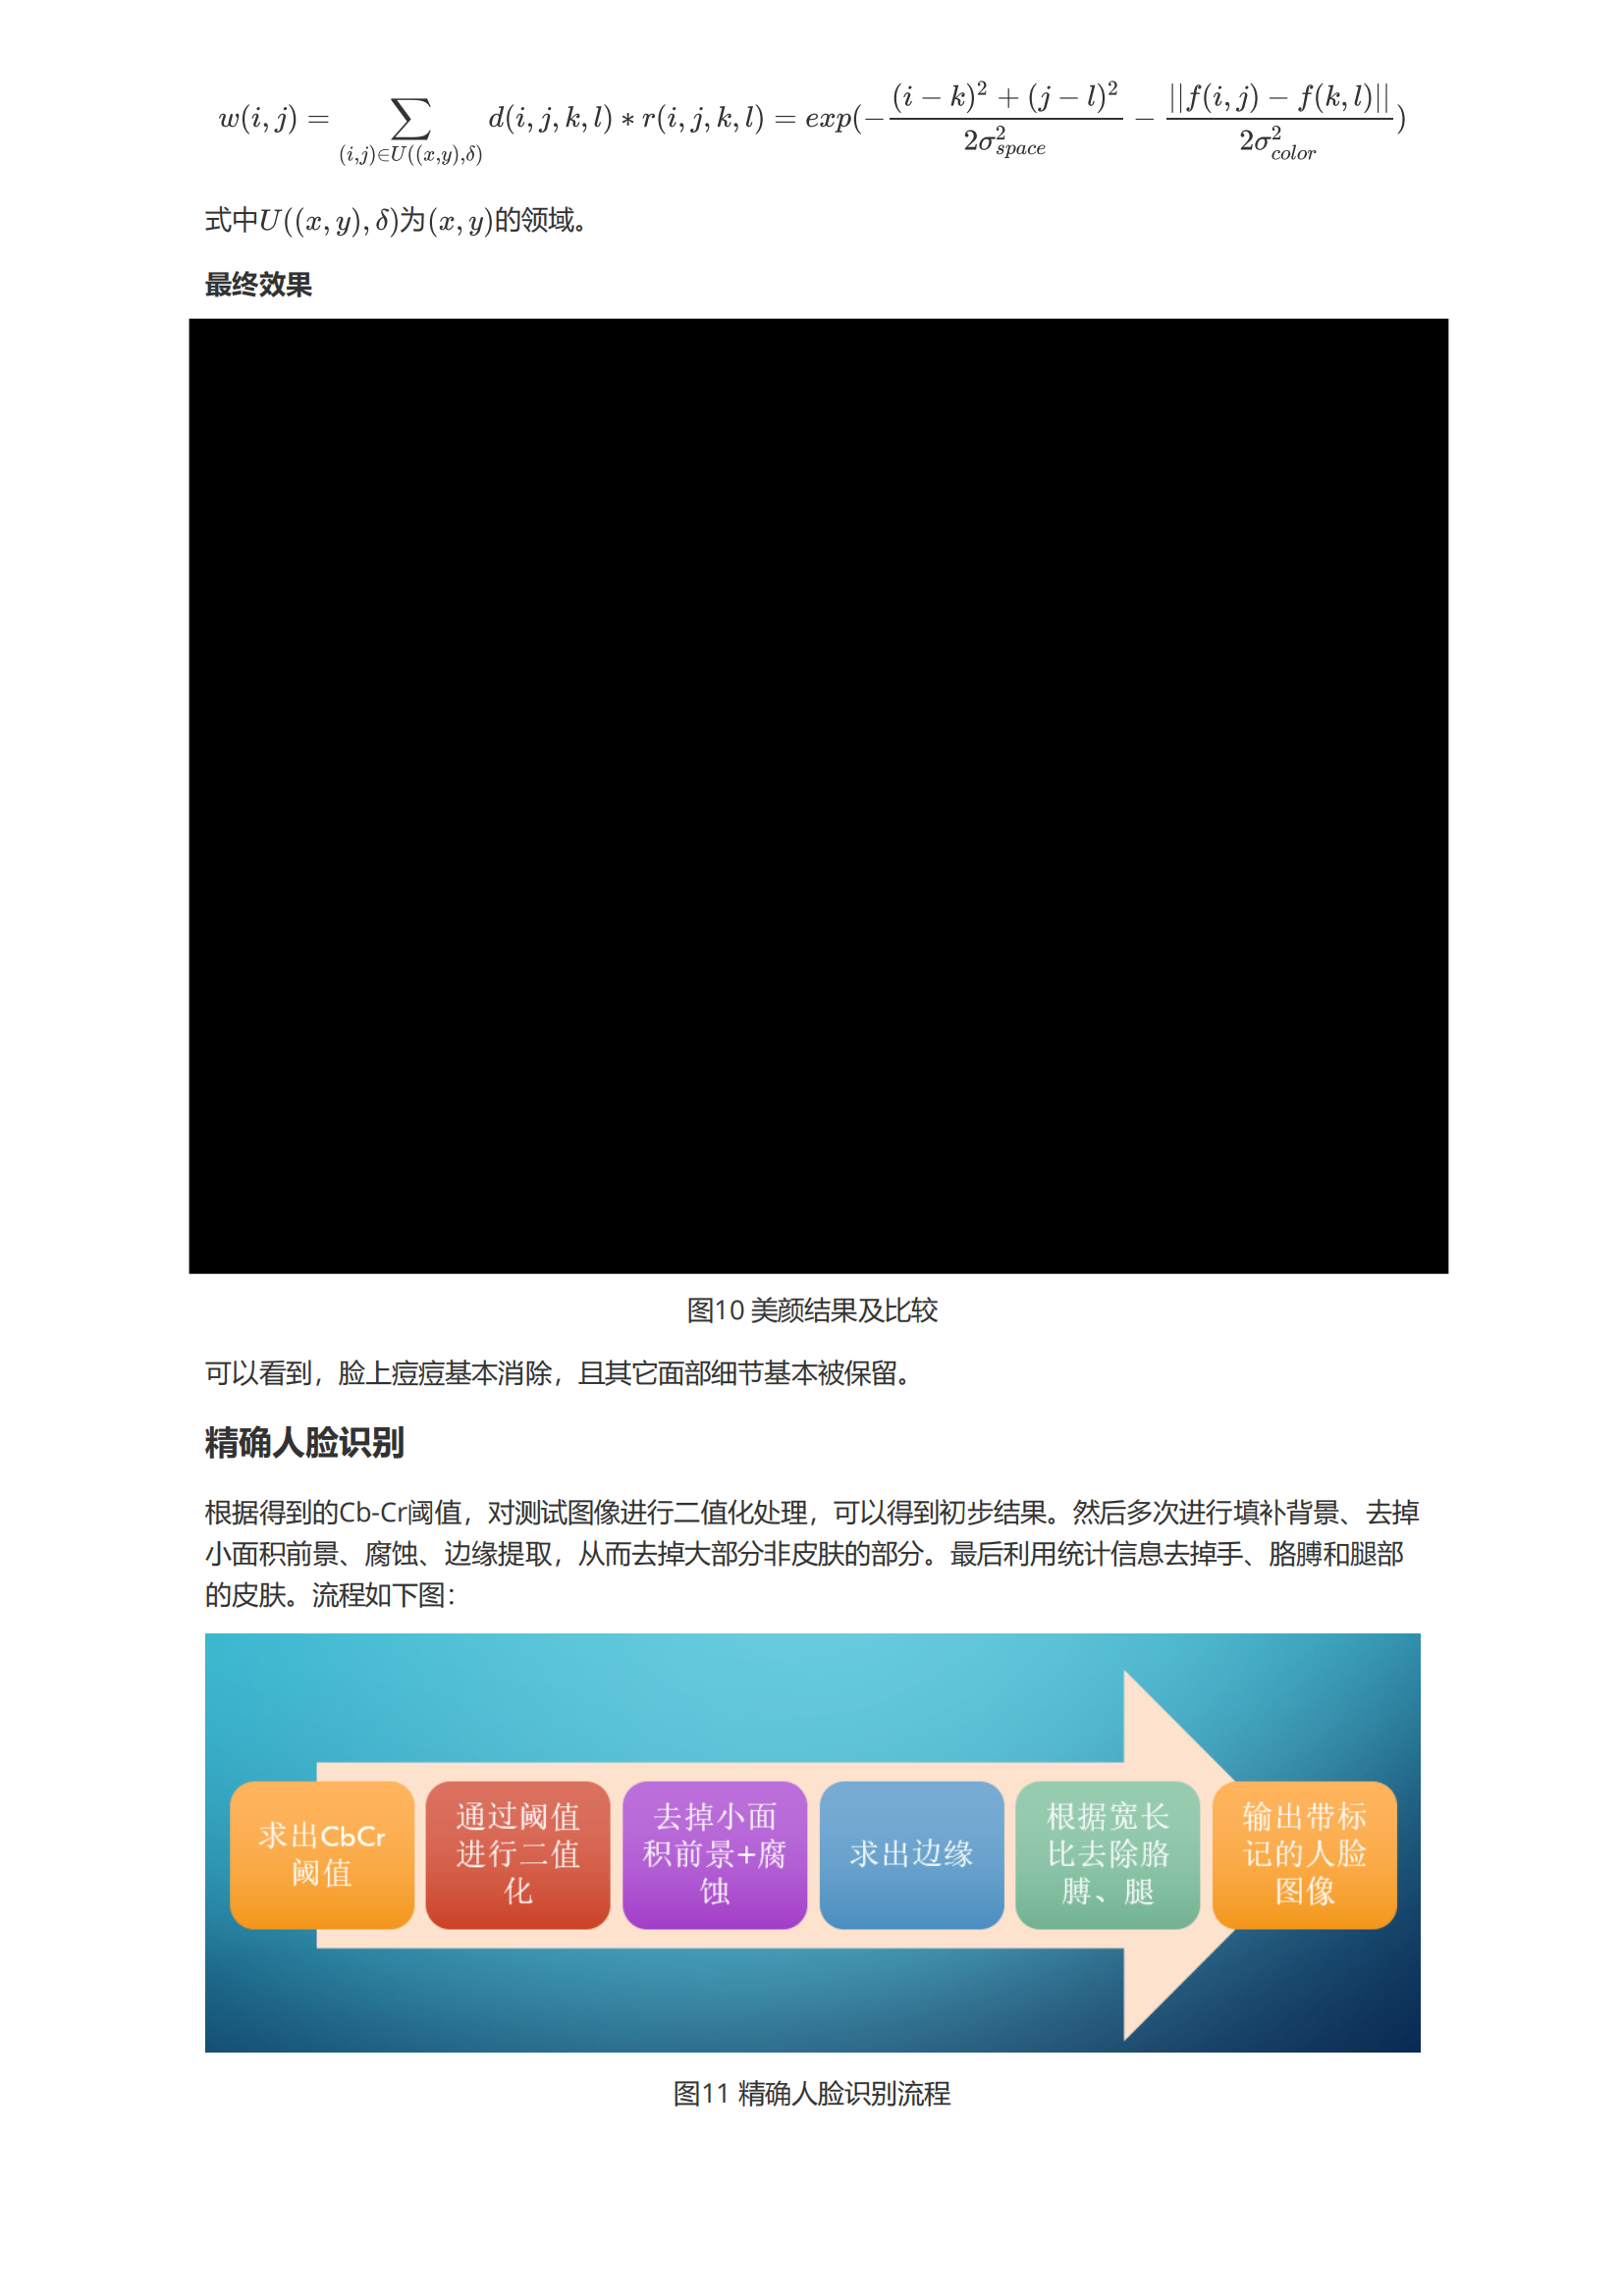 w(i, j) = ∑_{(i,j)∈U((x,y),δ)} d(i, j, k, l) * r(i, j, k, l) = exp(−\frac{(i − k)^2 + (j − l)^2}{2σ_{space}^2} − \frac{||f(i, j) − f(k, l)||}{2σ_{color}^2})
式中U((x, y), δ)为(x, y)的领域。
最终效果
图10 美颜结果及比较
可以看到，脸上痘痘基本消除，且其它面部细节基本被保留。
精确人脸识别
根据得到的Cb-Cr阈值，对测试图像进行二值化处理，可以得到初步结果。然后多次进行填补背景、去掉
小面积前景、腐蚀、边缘提取，从而去掉大部分非皮肤的部分。最后利用统计信息去掉手、胳膊和腿部
的皮肤。流程如下图：
求出CbCr
阈值
通过阈值
进行二值
化
去掉小面
积前景+腐
蚀
求出边缘
根据宽长
比去除胳
膊、腿
输出带标
记的人脸
图像
图11 精确人脸识别流程